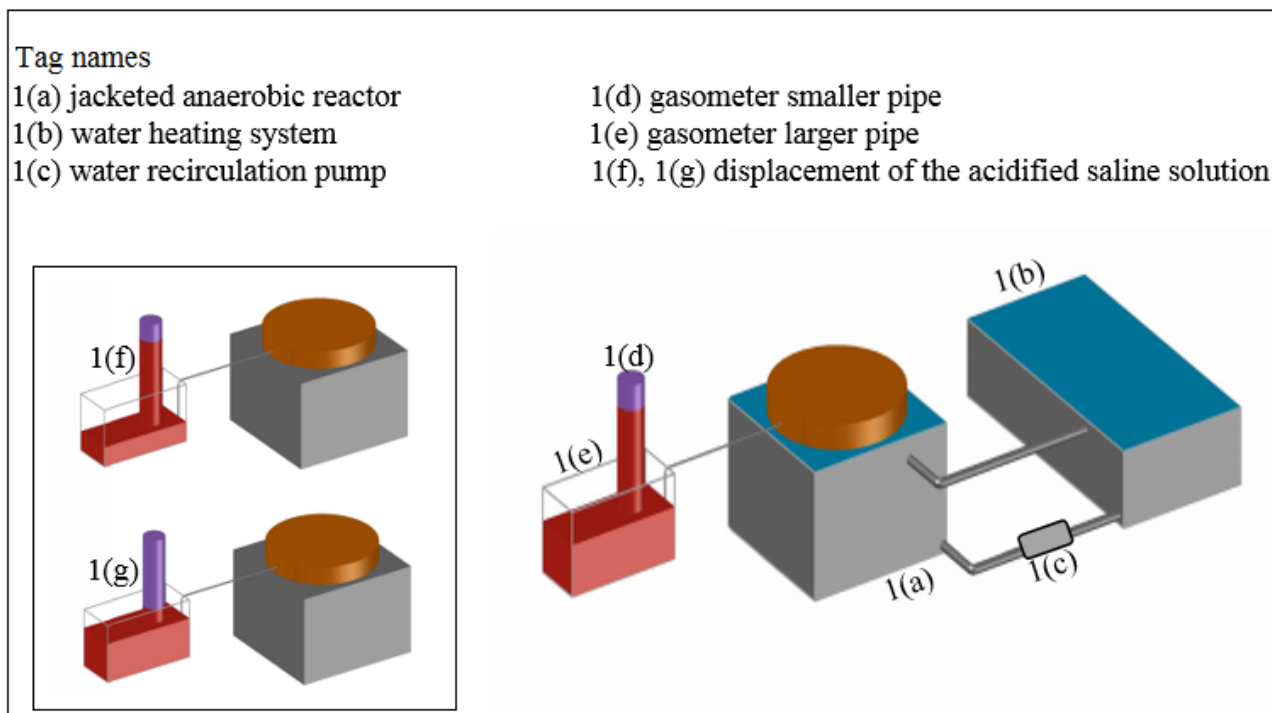 Tag names
1(a) jacketed anaerobic reactor
1(b) water heating system
1(c) water recirculation pump
1(d) gasometer smaller pipe
1(e) gasometer larger pipe
1(f), 1(g) displacement of the acidified saline solution
1(f)
1(g)
1(d)
1(e)
1(b)
1(a)
1(c)